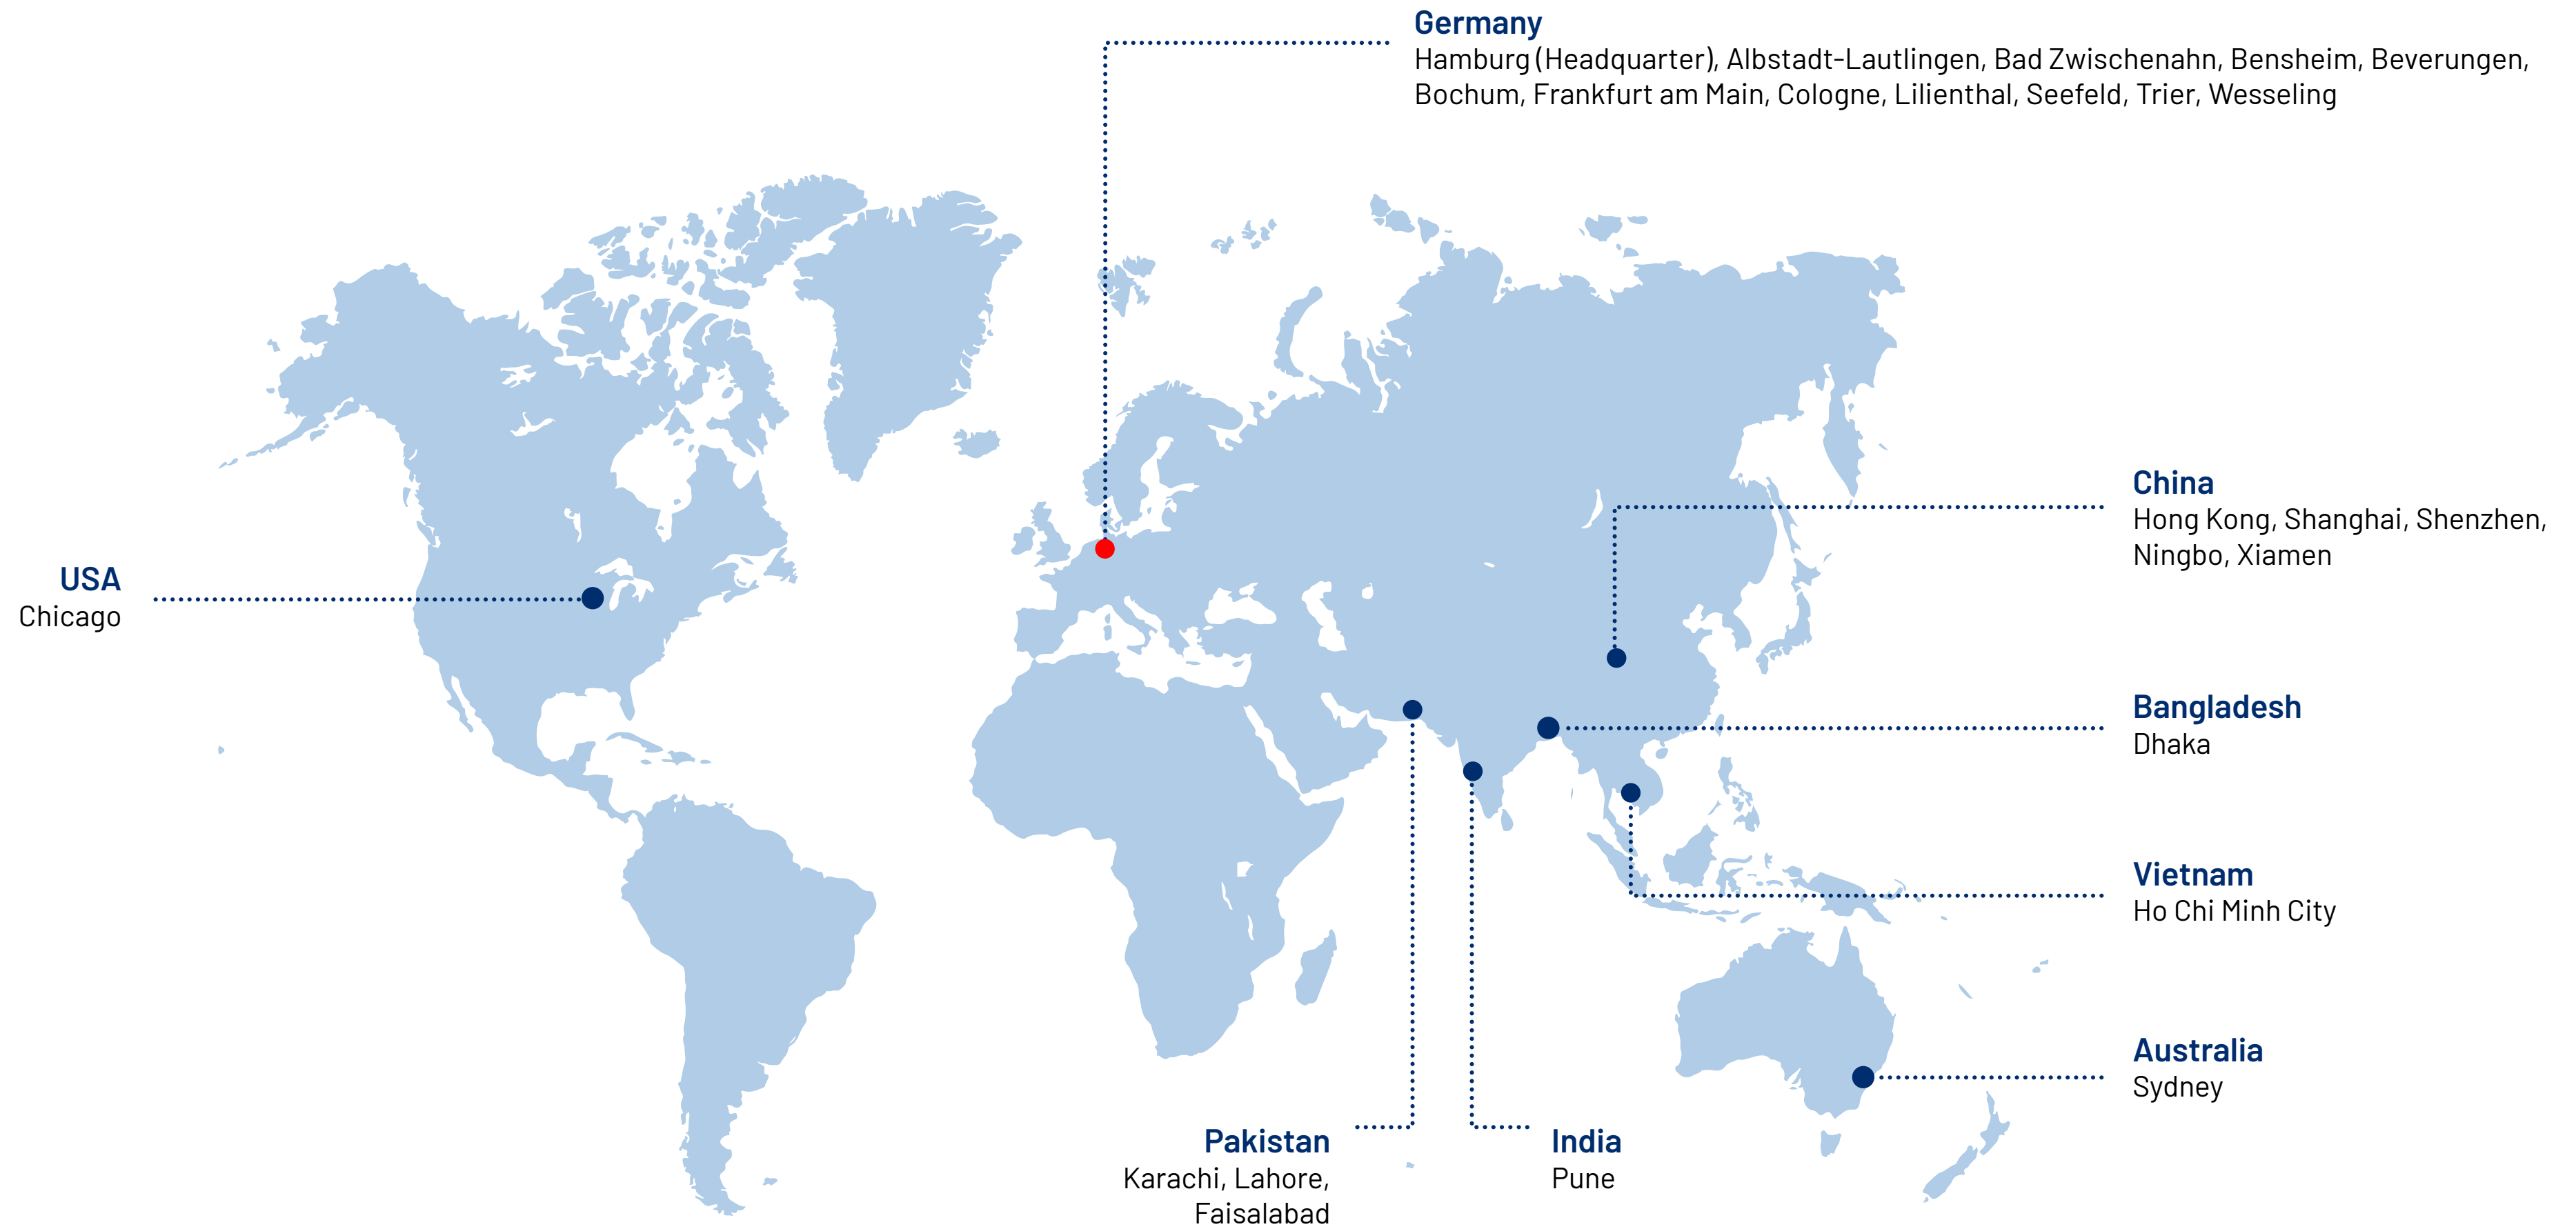 Germany
Hamburg (Headquarter), Albstadt-Lautlingen, Bad Zwischenahn, Bensheim, Beverungen,
Bochum, Frankfurt am Main, Cologne, Lilienthal, Seefeld, Trier, Wesseling
China
Hong Kong, Shanghai, Shenzhen,
Ningbo, Xiamen
USA
Chicago
Bangladesh
Dhaka
Vietnam
Ho Chi Minh City
Australia
Sydney
Pakistan
Karachi, Lahore,
Faisalabad
India
Pune